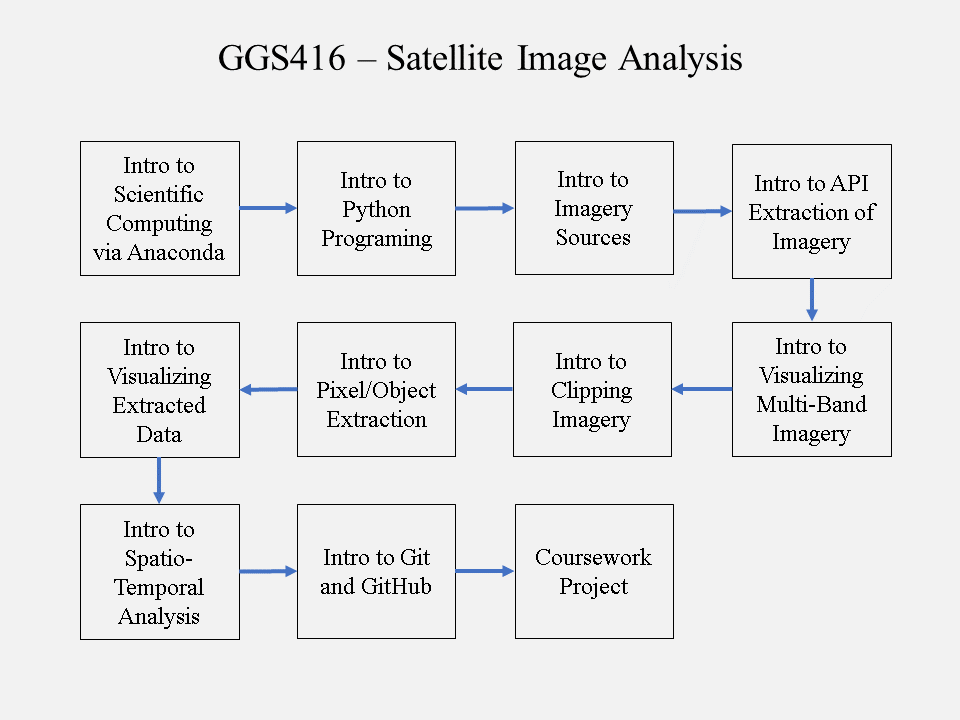 GGS416 – Satellite Image Analysis
Intro to
Scientific
Computing
via Anaconda
Intro to
Python
Programing
Intro to
Imagery
Sources
Intro to API
Extraction of
Imagery
Intro to
Visualizing
Multi-Band
Imagery
Intro to
Clipping
Imagery
Intro to
Pixel/Object
Extraction
Intro to
Visualizing
Extracted
Data
Intro to
Spatio-
Temporal
Analysis
Intro to Git
and GitHub
Coursework
Project